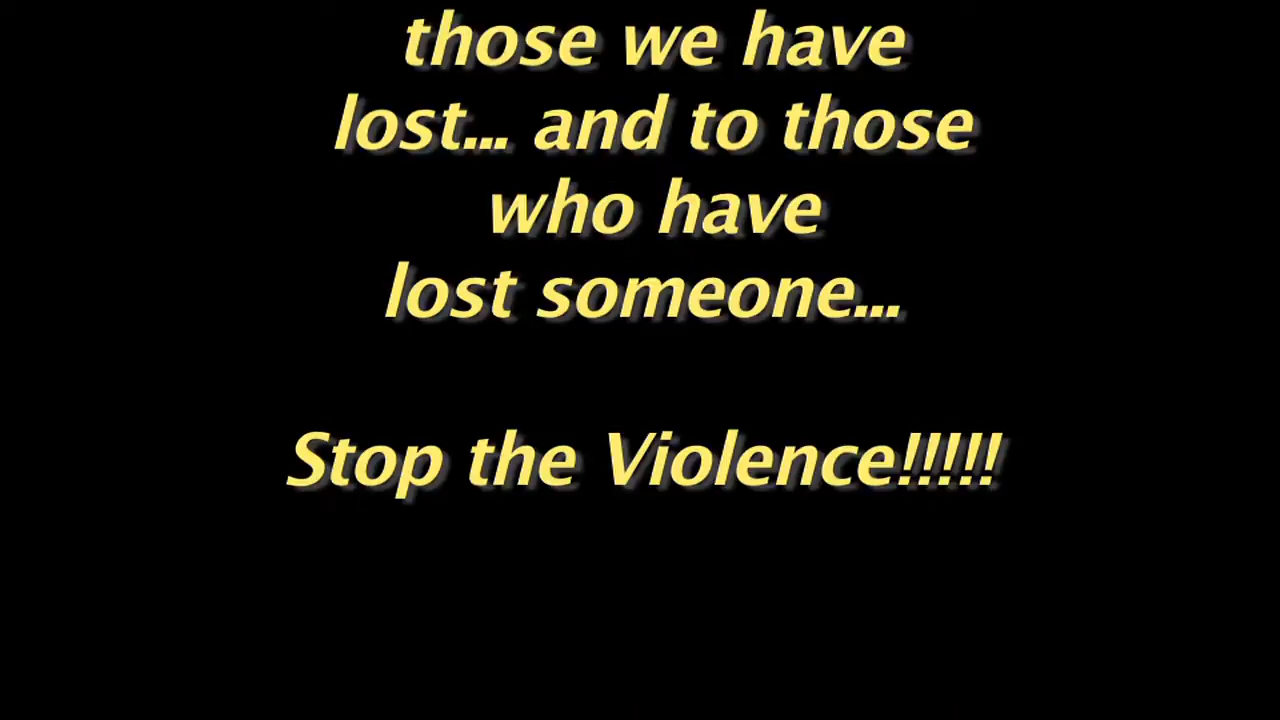 those we have
lost... and to those
who have
lost someone...
Stop the Violence!!!!!